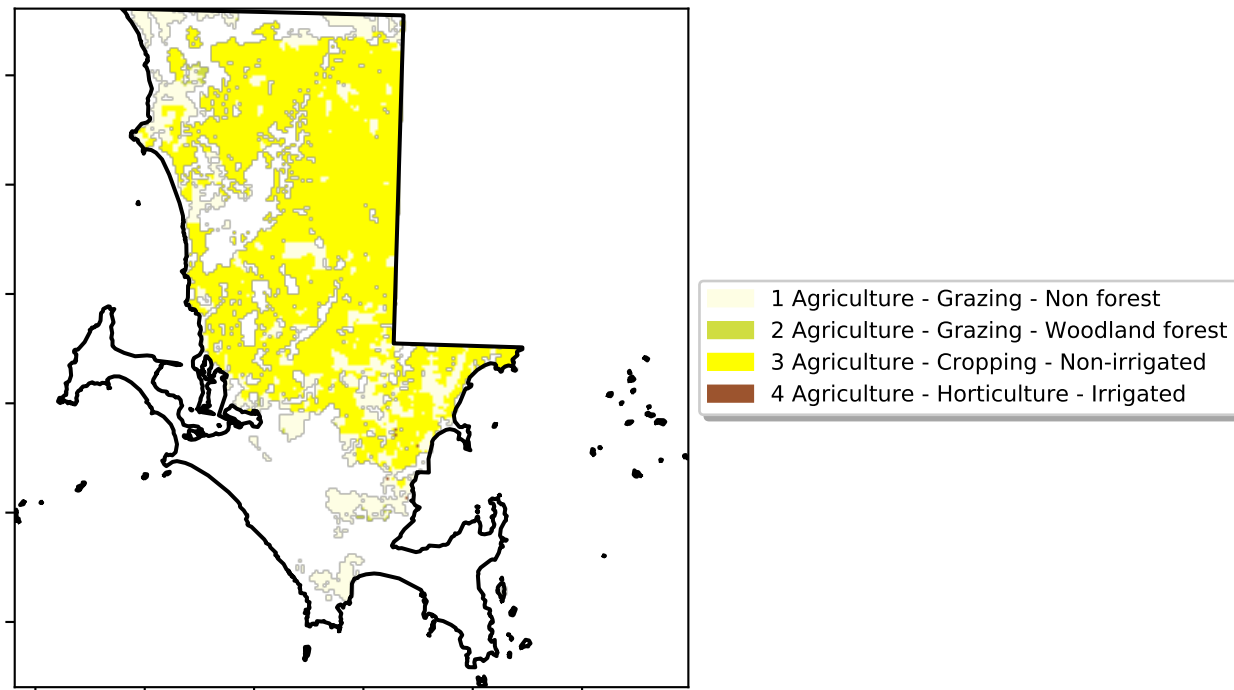 1 Agriculture - Grazing - Non forest
2 Agriculture - Grazing - Woodland forest
3 Agriculture - Cropping - Non-irrigated
4 Agriculture - Horticulture - Irrigated